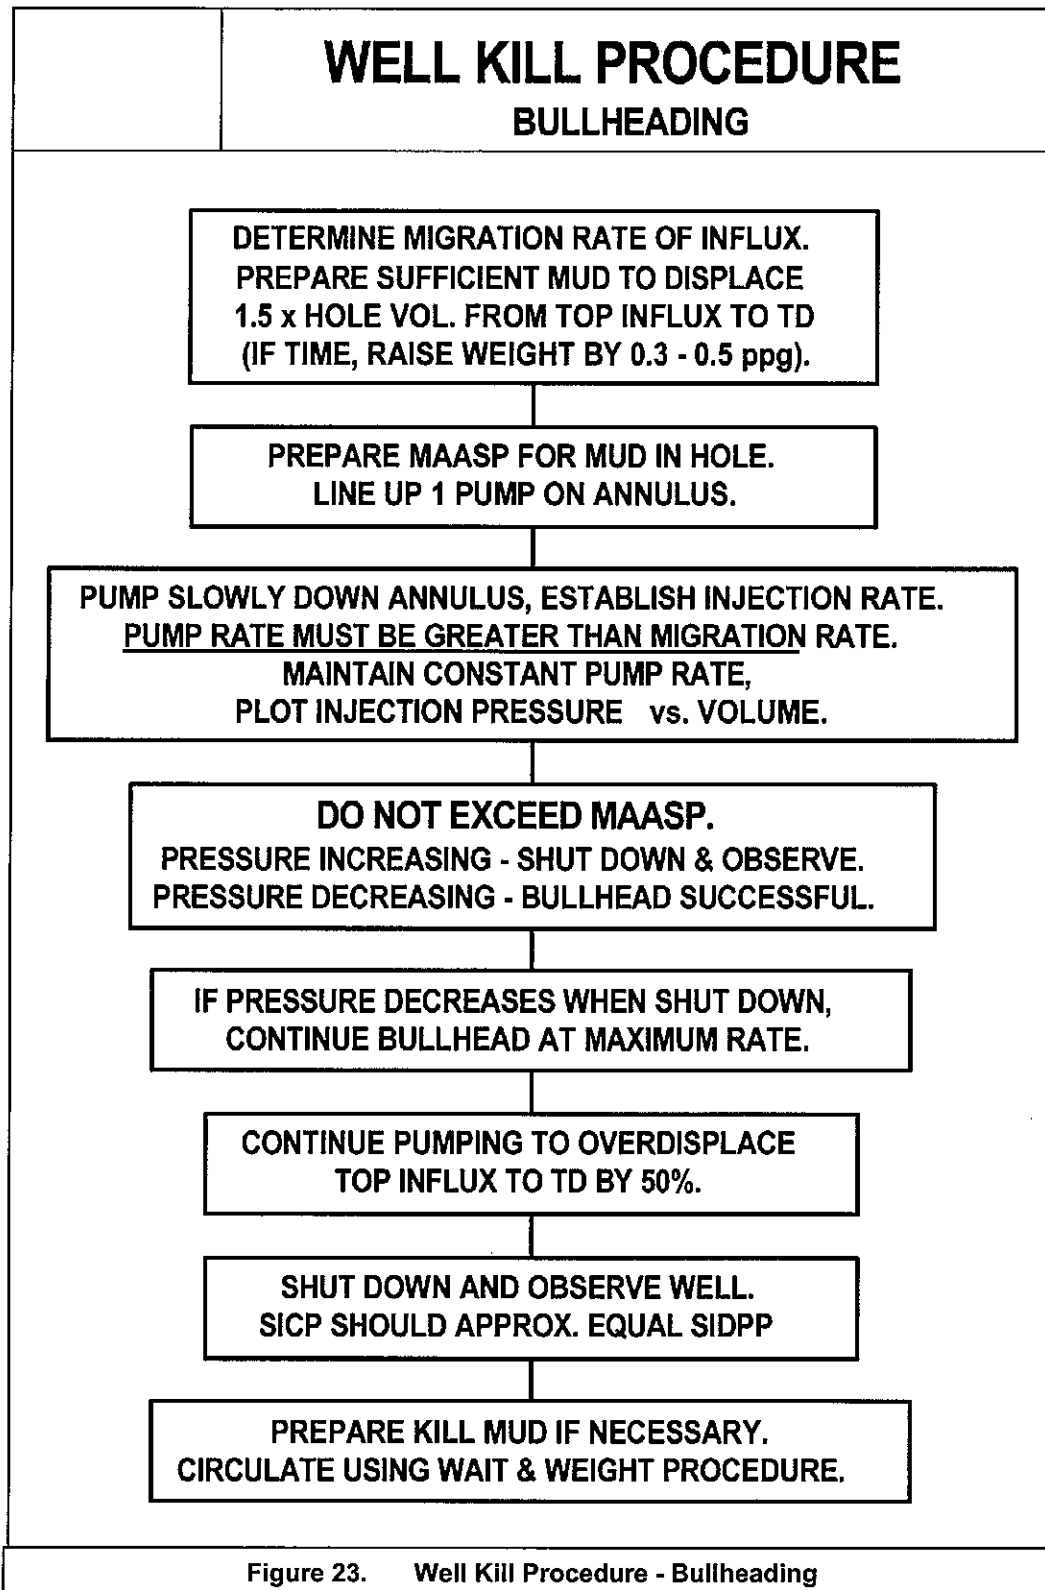 WELL KILL PROCEDURE
BULLHEADING
DETERMINE MIGRATION RATE OF INFLUX.
PREPARE SUFFICIENT MUD TO DISPLACE
1.5 x HOLE VOL. FROM TOP INFLUX TO TD
(IF TIME, RAISE WEIGHT BY 0.3 - 0.5 ppg).
PREPARE MAASP FOR MUD IN HOLE.
LINE UP 1 PUMP ON ANNULUS.
PUMP SLOWLY DOWN ANNULUS, ESTABLISH INJECTION RATE.
PUMP RATE MUST BE GREATER THAN MIGRATION RATE.
MAINTAIN CONSTANT PUMP RATE,
PLOT INJECTION PRESSURE vs. VOLUME.
DO NOT EXCEED MAASP.
PRESSURE INCREASING - SHUT DOWN & OBSERVE.
PRESSURE DECREASING - BULLHEAD SUCCESSFUL.
IF PRESSURE DECREASES WHEN SHUT DOWN,
CONTINUE BULLHEAD AT MAXIMUM RATE.
CONTINUE PUMPING TO OVERDISPLACE
TOP INFLUX TO TD BY 50%.
SHUT DOWN AND OBSERVE WELL.
SICP SHOULD APPROX. EQUAL SIDPP
PREPARE KILL MUD IF NECESSARY.
CIRCULATE USING WAIT & WEIGHT PROCEDURE.
Figure 23. Well Kill Procedure - Bullheading